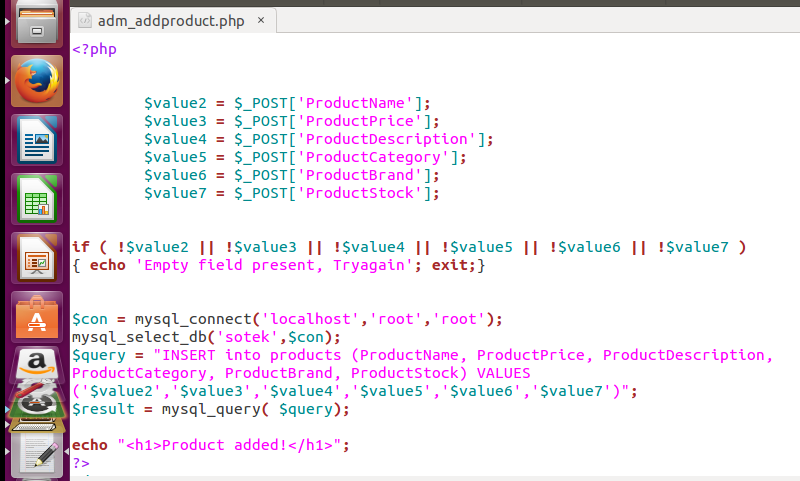 adm_addproduct.php ×
<?php
$value2 = $_POST['ProductName'];
$value3 = $_POST['ProductPrice'];
$value4 = $_POST['ProductDescription'];
$value5 = $_POST['ProductCategory'];
$value6 = $_POST['ProductBrand'];
$value7 = $_POST['ProductStock'];
if ( !$value2 || !$value3 || !$value4 || !$value5 || !$value6 || !$value7 )
{ echo 'Empty field present, Tryagain'; exit;}
$con = mysql_connect('localhost','root','root');
mysql_select_db('sotek',$con);
$query = "INSERT into products (ProductName, ProductPrice, ProductDescription,
ProductCategory, ProductBrand, ProductStock) VALUES
('$value2','$value3','$value4','$value5','$value6','$value7')";
$result = mysql_query( $query);
echo "<h1>Product added!</h1>";
?>